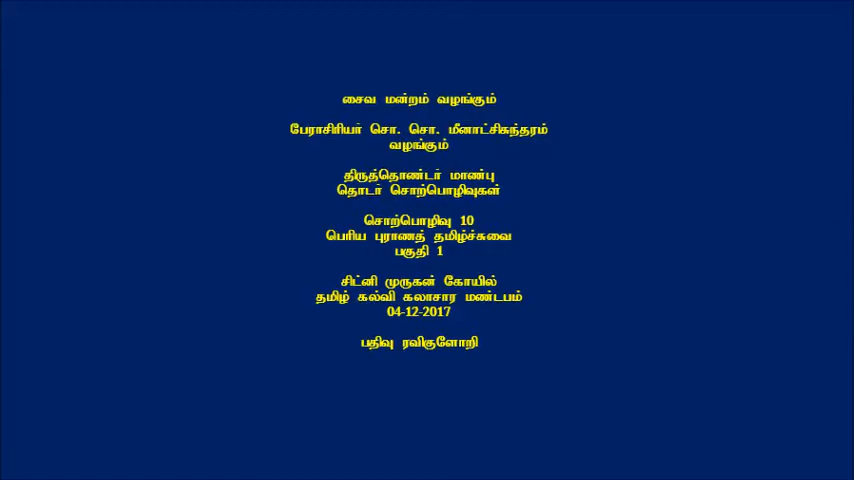 சைவ மன்றம் வழங்கும்
பேராசிரியர் சொ. சொ. மீனாட்சிசுந்தரம்
வழங்கும்
திருத்தொண்டர் மாண்பு
தொடர் சொற்பொழிவுகள்
சொற்பொழிவு 10
பெரிய புராணத் தமிழ்ச்சுவை
பகுதி 1
சிட்னி முருகன் கோயில்
தமிழ் கல்வி கலாசார மண்டபம்
04-12-2017
பதிவு ரவிகுளோறி